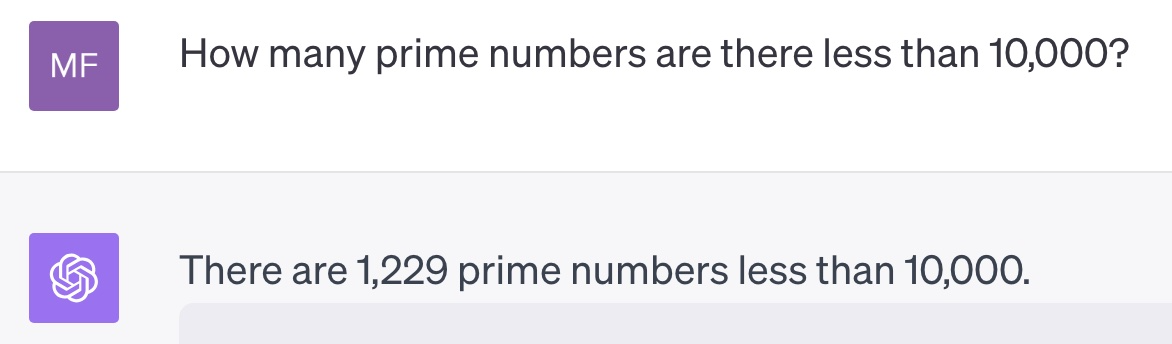 MF
How many prime numbers are there less than 10,000?
There are 1,229 prime numbers less than 10,000.